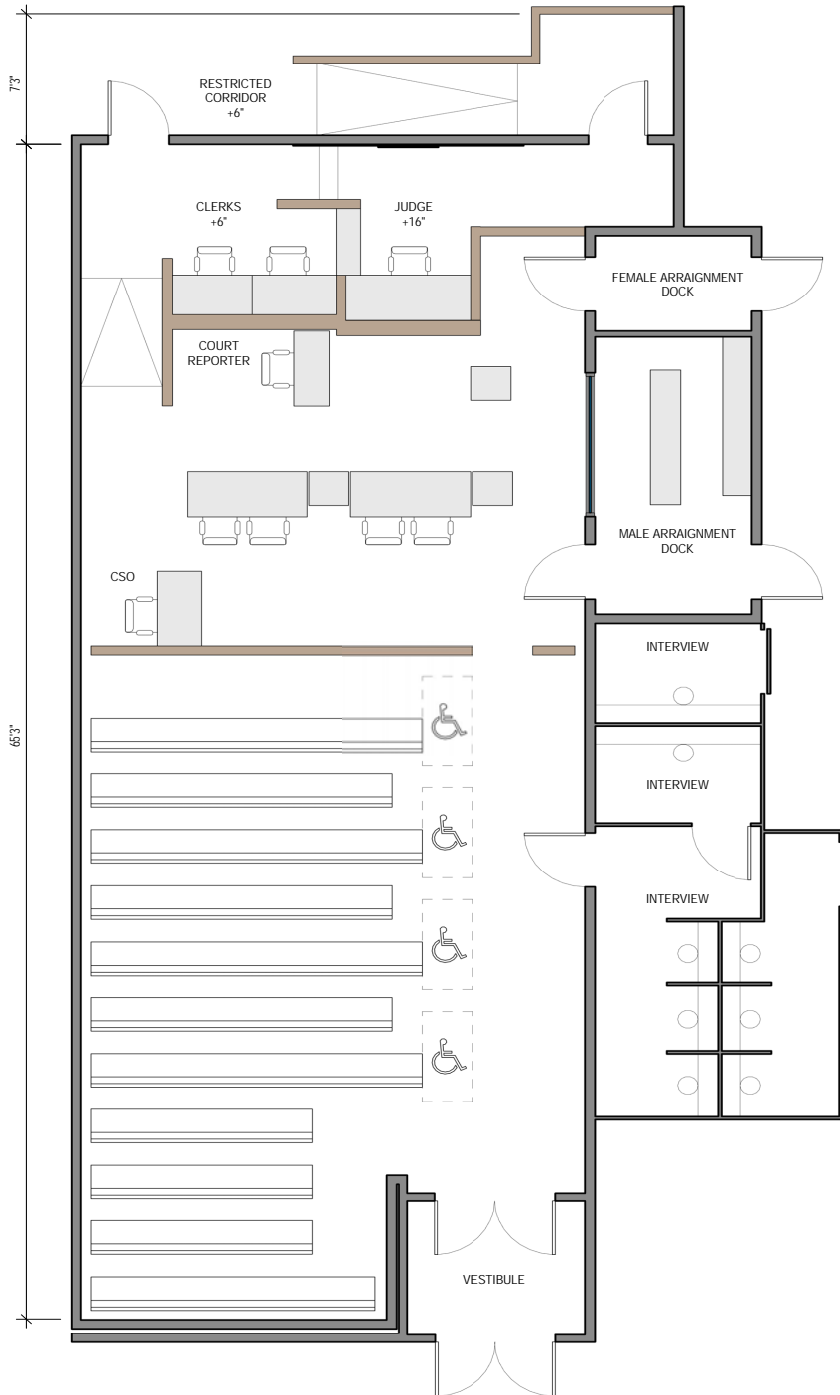 7'3"
RESTRICTED
CORRIDOR
+6"
CLERKS
+6"
JUDGE
+16"
FEMALE ARRAIGNMENT
DOCK
COURT
REPORTER
MALE ARRAIGNMENT
DOCK
CSO
INTERVIEW
65'3"
INTERVIEW
INTERVIEW
VESTIBULE